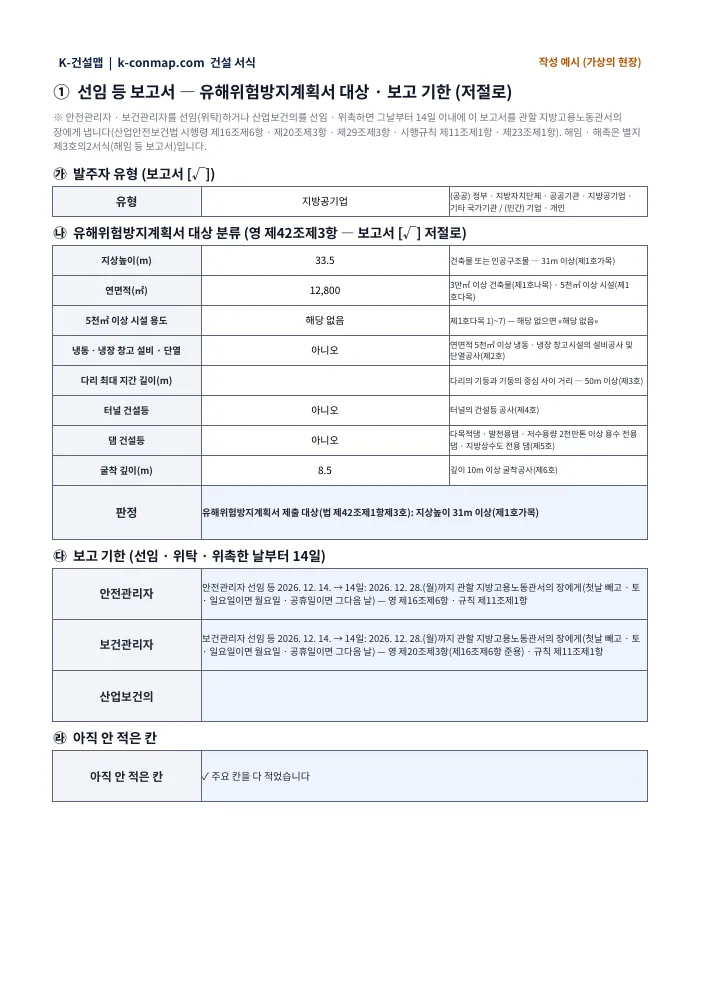 K-건설맵 | k-conmap.com 건설 서식
작성 예시 (가상의 현장)
① 선임 등 보고서 — 유해위험방지계획서 대상 · 보고 기한 (저절로)
※ 안전관리자 · 보건관리자를 선임(위탁)하거나 산업보건의를 선임 · 위촉하면 그날부터 14일 이내에 이 보고서를 관할 지방고용노동관서의
장에게 냅니다(산업안전보건법 시행령 제16조제6항 · 제20조제3항 · 제29조제3항 · 시행규칙 제11조제1항 · 제23조제1항). 해임 · 해촉은 별지
제3호의2서식(해임 등 보고서)입니다.
㉮ 발주자 유형 (보고서 [√ ])
유형
지방공기업
(공공) 정부 · 지방자치단체 · 공공기관 · 지방공기업 ·
기타 국가기관 / (민간) 기업 · 개인
㉯ 유해위험방지계획서 대상 분류 (영 제42조제3항 — 보고서 [√ ] 저절로)
지상높이(m)
33.5
건축물 또는 인공구조물 — 31m 이상(제1호가목)
연면적(㎡)
12,800
3만㎡ 이상 건축물(제1호나목) · 5천㎡ 이상 시설(제1
호다목)
5천㎡ 이상 시설 용도
해당 없음
제1호다목 1)~7) — 해당 없으면 «해당 없음»
냉동 · 냉장 창고 설비 · 단열
아니오
연면적 5천㎡ 이상 냉동 · 냉장 창고시설의 설비공사 및
단열공사(제2호)
다리 최대 지간 길이(m)
다리의 기둥과 기둥의 중심 사이 거리 — 50m 이상(제3호)
터널 건설등
아니오
터널의 건설등 공사(제4호)
댐 건설등
아니오
다목적댐 · 발전용댐 · 저수용량 2천만톤 이상 용수 전용
댐 · 지방상수도 전용 댐(제5호)
굴착 깊이(m)
8.5
깊이 10m 이상 굴착공사(제6호)
판정
유해위험방지계획서 제출 대상(법 제42조제1항제3호): 지상높이 31m 이상(제1호가목)
㉰ 보고 기한 (선임 · 위탁 · 위촉한 날부터 14일)
안전관리자
안전관리자 선임 등 2026. 12. 14. → 14일: 2026. 12. 28.(월)까지 관할 지방고용노동관서의 장에게(첫날 빼고 · 토
· 일요일이면 월요일 · 공휴일이면 그다음 날) — 영 제16조제6항 · 규칙 제11조제1항
보건관리자
보건관리자 선임 등 2026. 12. 14. → 14일: 2026. 12. 28.(월)까지 관할 지방고용노동관서의 장에게(첫날 빼고 · 토
· 일요일이면 월요일 · 공휴일이면 그다음 날) — 영 제20조제3항(제16조제6항 준용) · 규칙 제11조제1항
산업보건의
㉱ 아직 안 적은 칸
아직 안 적은 칸
✓ 주요 칸을 다 적었습니다